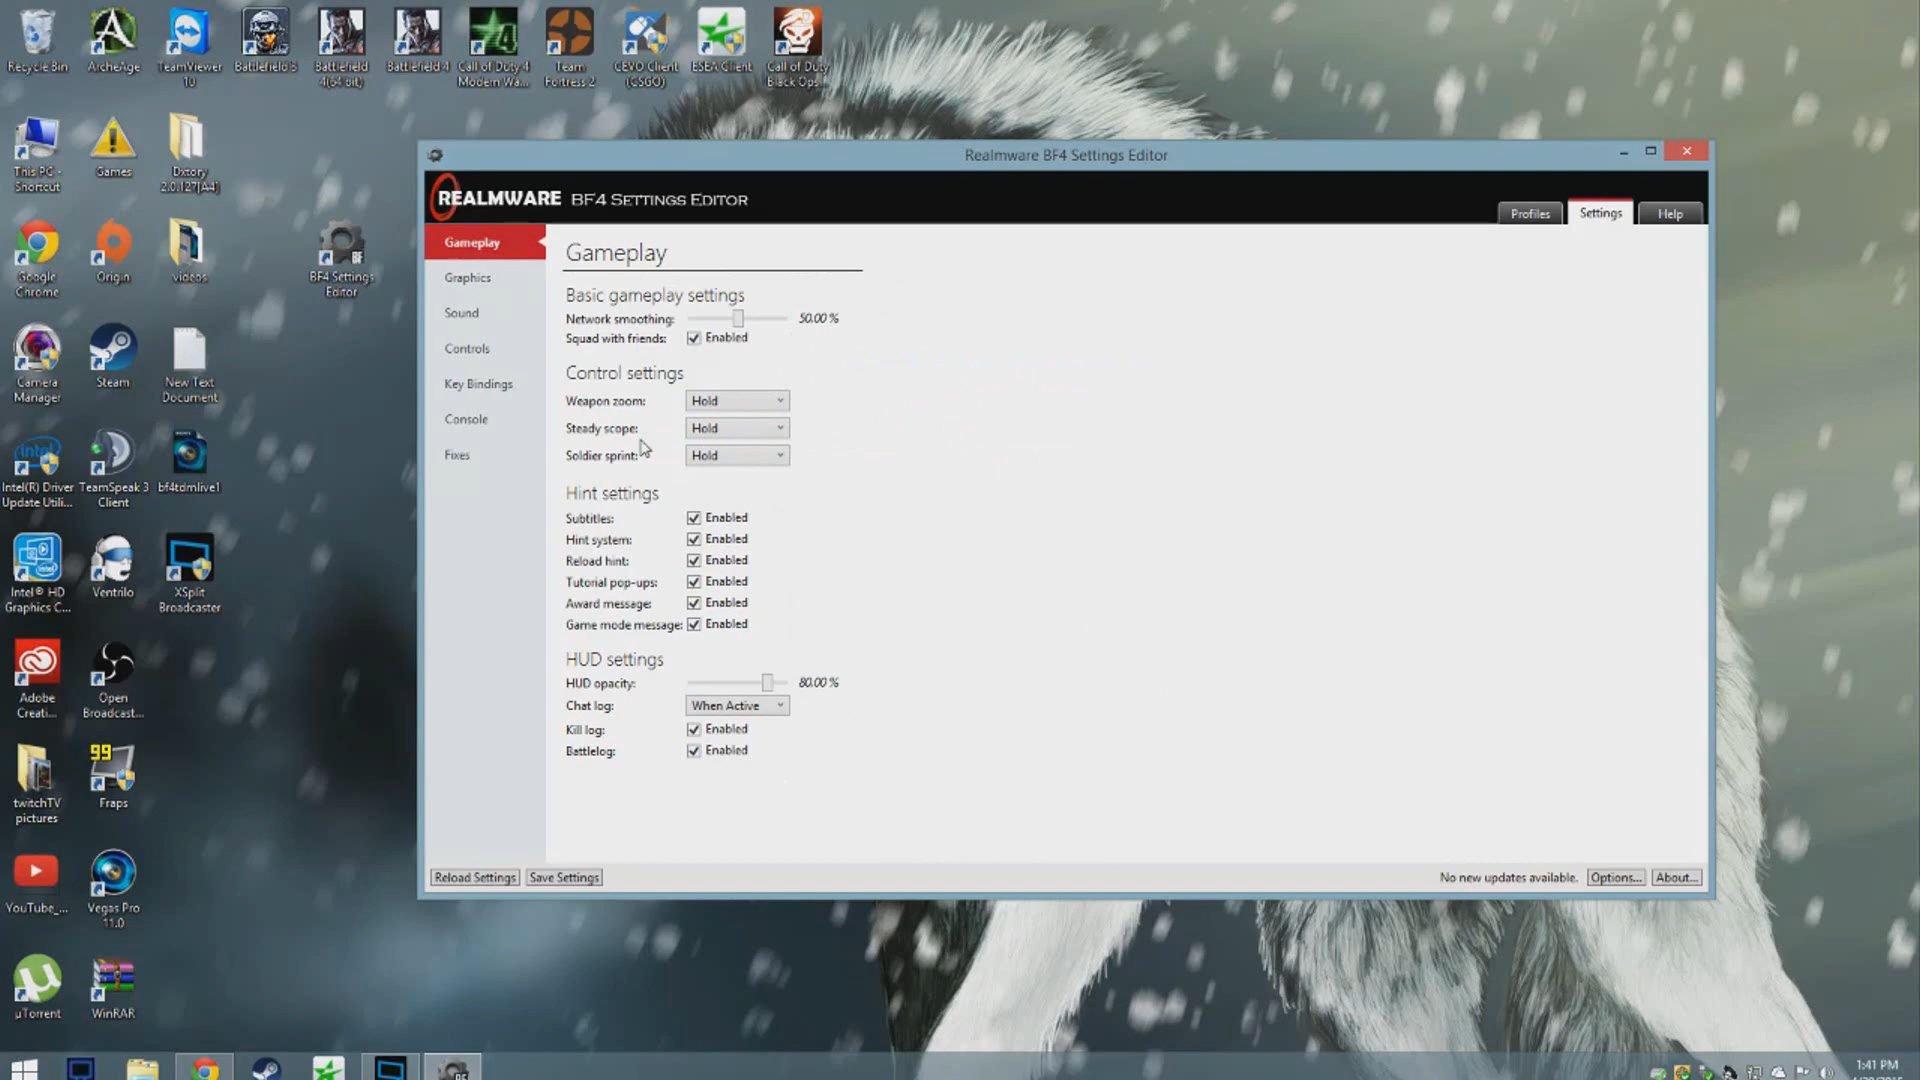 Recycle Bin
ArcheAge
TeamViewer 10
Battlefield 3
Battlefield 4(64 bit)
Battlefield 4
Call of Duty 4 Modern Wa...
Team Fortress 2
CEVO Client (CSGO)
ESEA Client
Call of Duty Black Ops...
This PC - Shortcut
Games
Dxtory 2.0.127[A4]
Google Chrome
Origin
videos
BF4 Settings Editor
Camera Manager
Steam
New Text Document
Intel(R) Driver Update Utili...
TeamSpeak 3 Client
bf4tdmlive1
Intel® HD Graphics C...
Ventrilo
XSplit Broadcaster
Adobe Creati...
Open Broadcast...
twitchTV pictures
99
Fraps
YouTube_...
Vegas Pro 11.0
µTorrent
WinRAR
Realmware BF4 Settings Editor
REALMWARE BF4 SETTINGS EDITOR
Profiles
Settings
Help
Gameplay
Graphics
Sound
Controls
Key Bindings
Console
Fixes
Gameplay
Basic gameplay settings
Network smoothing: 50.00 %
Squad with friends: Enabled
Control settings
Weapon zoom: Hold
Steady scope: Hold
Soldier sprint: Hold
Hint settings
Subtitles: Enabled
Hint system: Enabled
Reload hint: Enabled
Tutorial pop-ups: Enabled
Award message: Enabled
Game mode message: Enabled
HUD settings
HUD opacity: 80.00 %
Chat log: When Active
Kill log: Enabled
Battlelog: Enabled
Reload Settings
Save Settings
No new updates available.
Options...
About...
1:41 PM